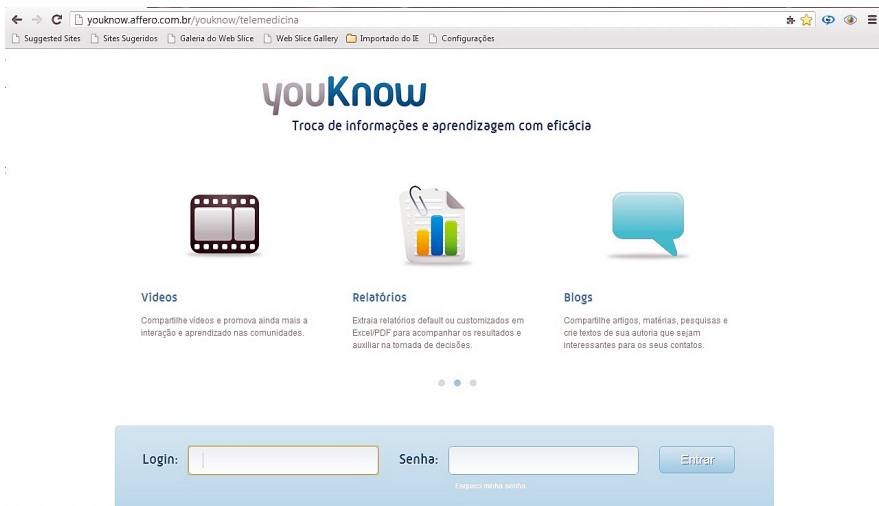 youknow.affero.com.br/youknow/telemedicina
Suggested Sites Sites Sugeridos Galeria do Web Slice Web Slice Gallery Importado do IE Configurações
youKnow
Troca de informações e aprendizagem com eficácia
Vídeos Relatórios Blogs
Compartilhe vídeos e promova ainda mais a
interação e aprendizado nas comunidades.
Extraia relatórios default ou customizados em
Excel/PDF para acompanhar os resultados e
auxiliar na tomada de decisões.
Compartilhe artigos, matérias, pesquisas e
crie textos de sua autoria que sejam
interessantes para os seus contatos.
Login: Senha: Entrar
Esqueci minha senha